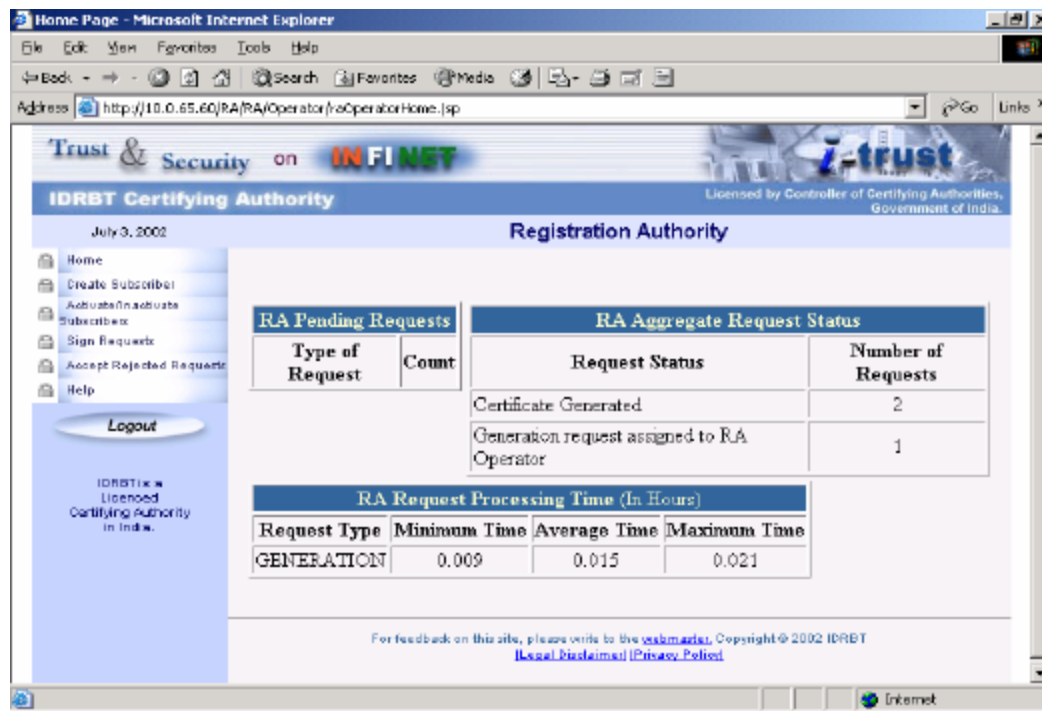 Home Page - Microsoft Internet Explorer
File Edit View Favorites Tools Help
Back Search Favorites Media
Address http://10.0.65.60/RA/RA/Operator/raOperatorHome.jsp Go Links
Trust & Security on INFINET i-trust
IDRBT Certifying Authority
Licensed by Controller of Certifying Authorities,
Government of India.
July 3, 2002
Registration Authority
Home
Create Subscriber
Activate/Inactivate
Subscribers
Sign Requests
Accept Rejected Requests
Help
Logout
IDRBT is a
Licenced
Certifying Authority
in India.
RA Pending Requests
Type of
Request
Count
RA Aggregate Request Status
Request Status
Number of
Requests
Certificate Generated 2
Generation request assigned to RA
Operator
1
RA Request Processing Time (In Hours)
Request Type Minimum Time Average Time Maximum Time
GENERATION 0.009 0.015 0.021
For feedback on this site, please write to the webmaster. Copyright © 2002 IDRBT
[Legal Disclaimer] [Privacy Policy]
Internet